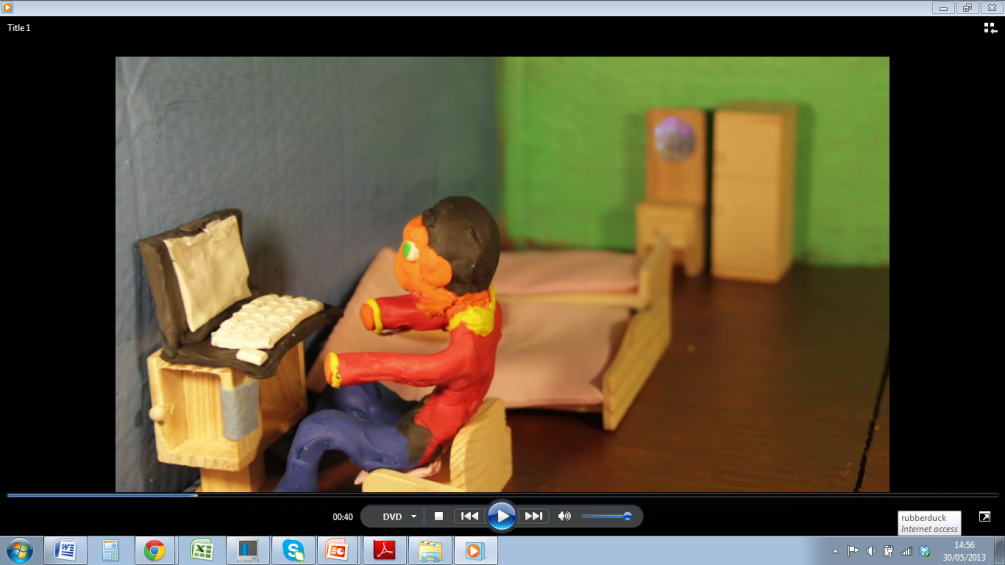 Title 1
00:40
DVD
rubberduck
Internet access
14:56
30/05/2013